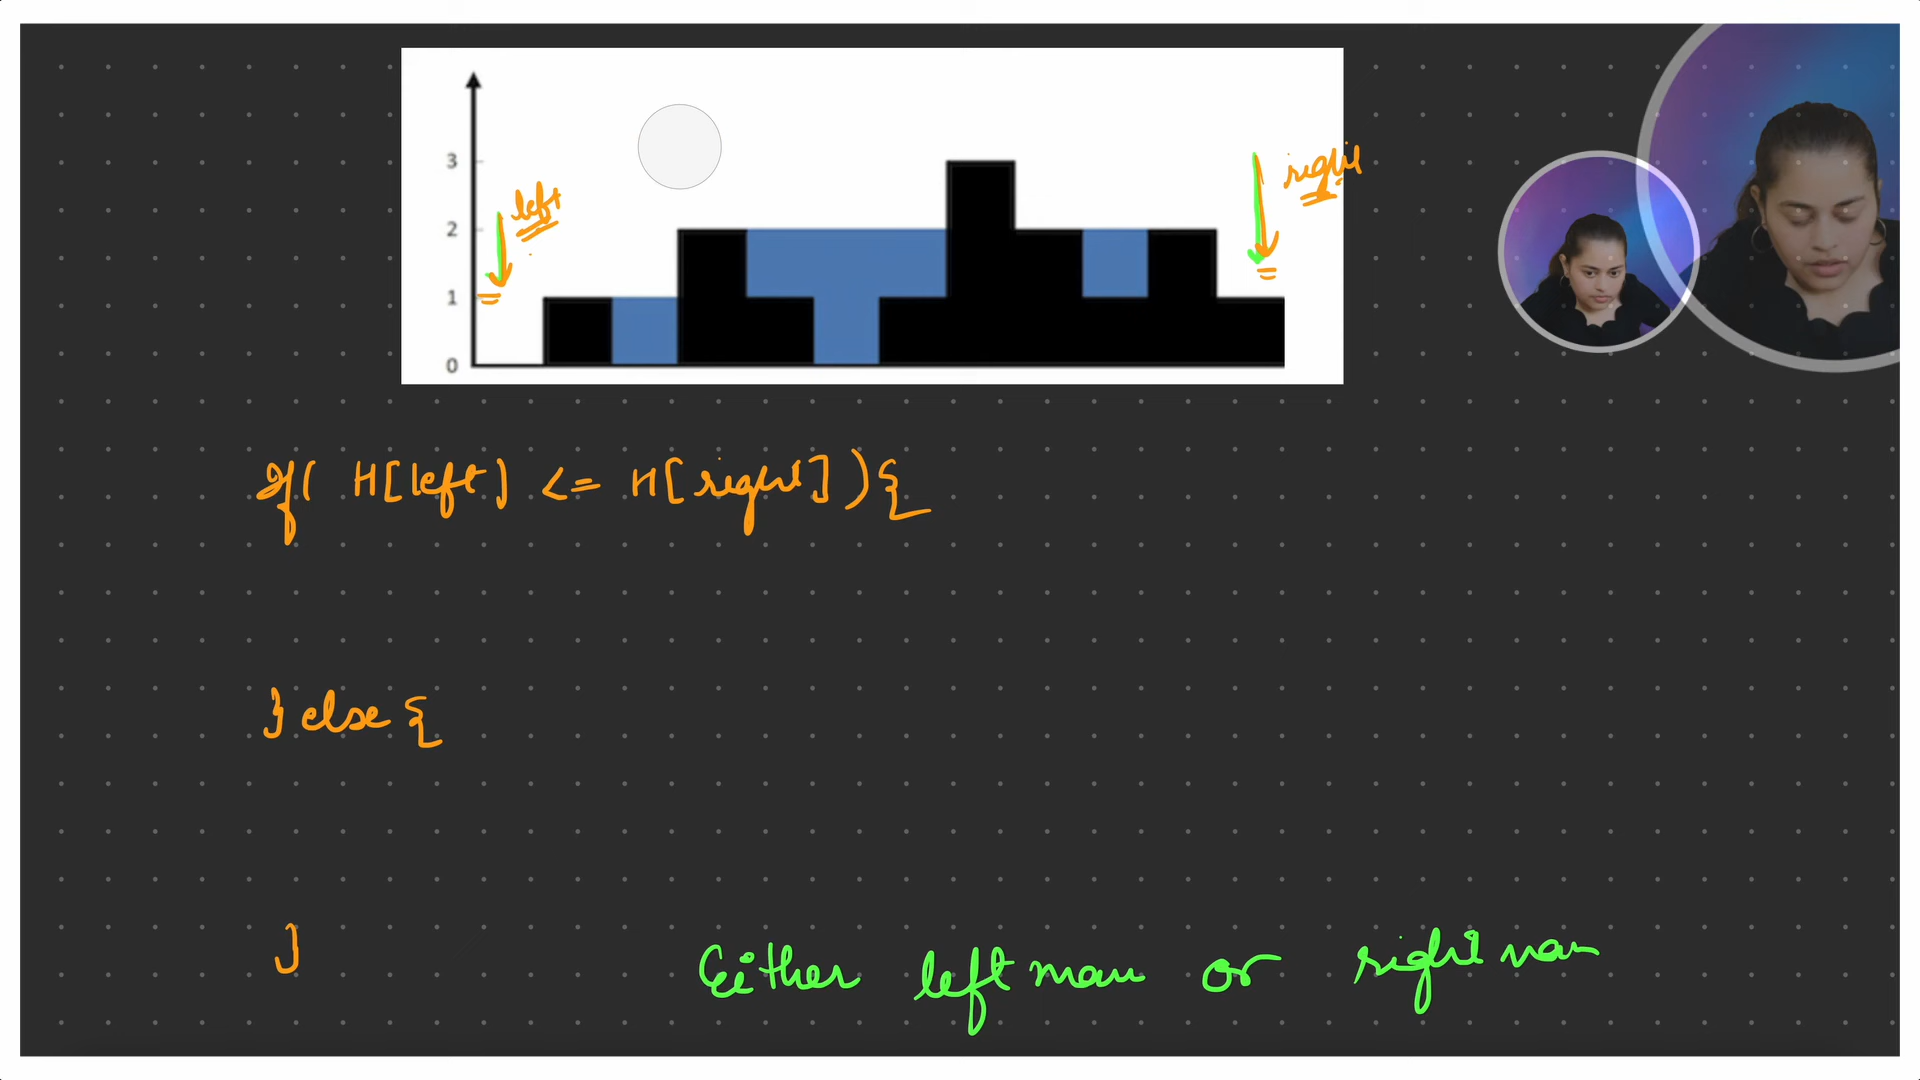 3
2
1
0
left
right
If( H[left] <= H[right] ){
} else {
}
Either left max or right max